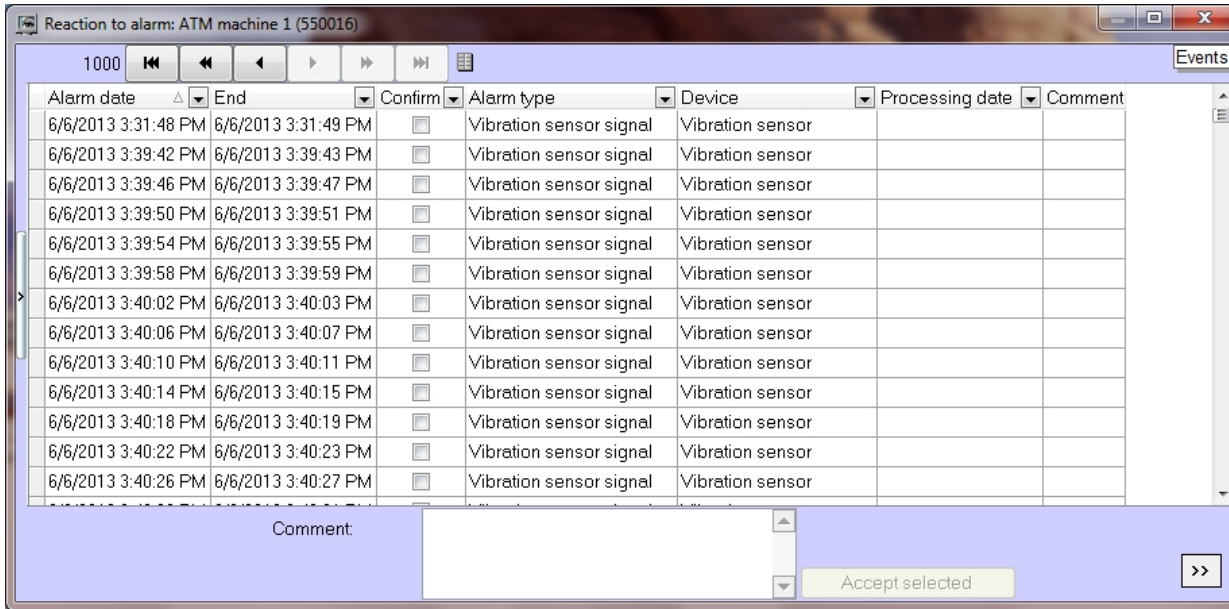 Reaction to alarm: ATM machine 1 (550016)
1000
Events
Alarm date End Confirm Alarm type Device Processing date Comment
6/6/2013 3:31:48 PM 6/6/2013 3:31:49 PM Vibration sensor signal Vibration sensor
6/6/2013 3:39:42 PM 6/6/2013 3:39:43 PM Vibration sensor signal Vibration sensor
6/6/2013 3:39:46 PM 6/6/2013 3:39:47 PM Vibration sensor signal Vibration sensor
6/6/2013 3:39:50 PM 6/6/2013 3:39:51 PM Vibration sensor signal Vibration sensor
6/6/2013 3:39:54 PM 6/6/2013 3:39:55 PM Vibration sensor signal Vibration sensor
6/6/2013 3:39:58 PM 6/6/2013 3:39:59 PM Vibration sensor signal Vibration sensor
6/6/2013 3:40:02 PM 6/6/2013 3:40:03 PM Vibration sensor signal Vibration sensor
6/6/2013 3:40:06 PM 6/6/2013 3:40:07 PM Vibration sensor signal Vibration sensor
6/6/2013 3:40:10 PM 6/6/2013 3:40:11 PM Vibration sensor signal Vibration sensor
6/6/2013 3:40:14 PM 6/6/2013 3:40:15 PM Vibration sensor signal Vibration sensor
6/6/2013 3:40:18 PM 6/6/2013 3:40:19 PM Vibration sensor signal Vibration sensor
6/6/2013 3:40:22 PM 6/6/2013 3:40:23 PM Vibration sensor signal Vibration sensor
6/6/2013 3:40:26 PM 6/6/2013 3:40:27 PM Vibration sensor signal Vibration sensor
Comment:
Accept selected
>>